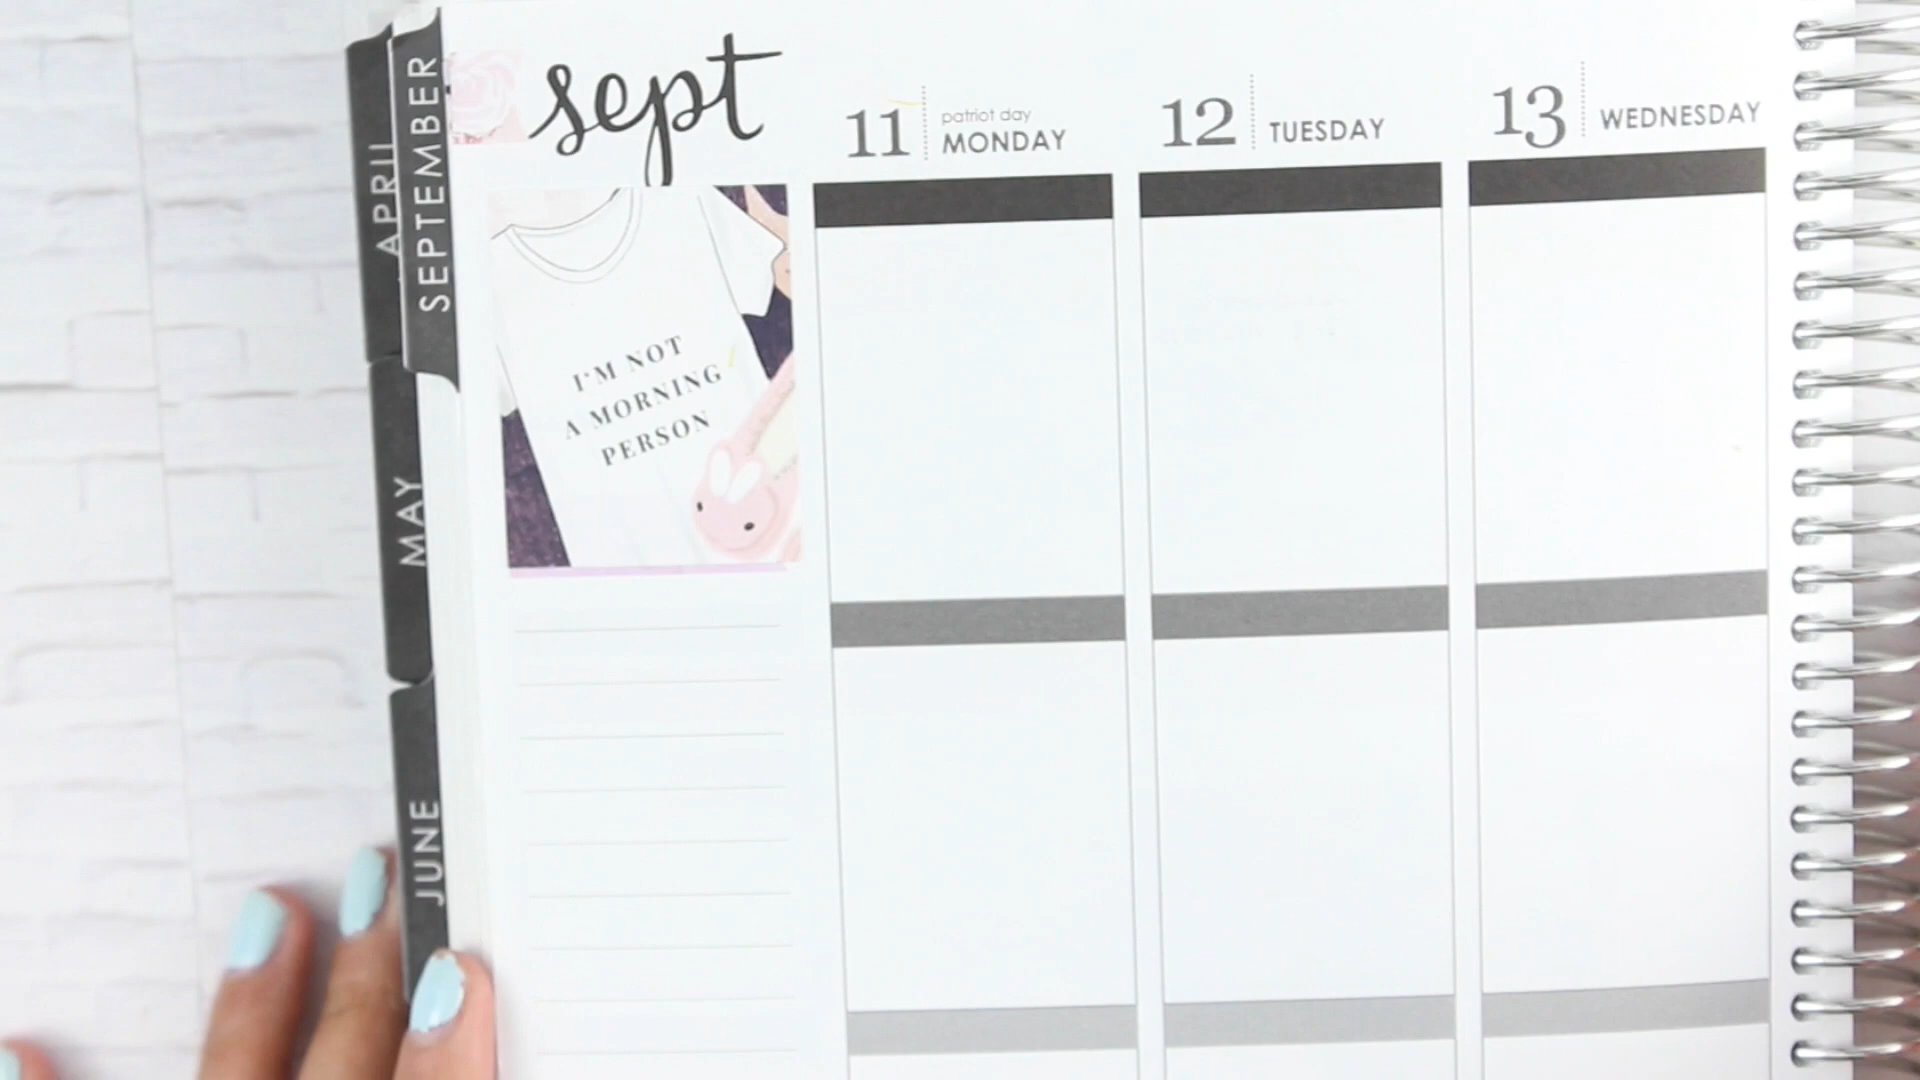 APRIL
SEPTEMBER
MAY
JUNE
sept
I'M NOT
A MORNING
PERSON
11
patriot day
MONDAY
12
TUESDAY
13
WEDNESDAY